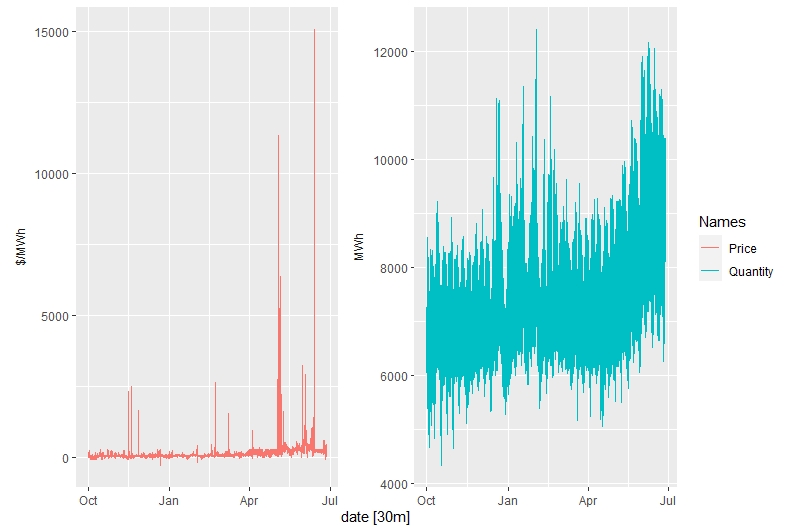 $/MWh
15000
10000
5000
0
Oct
Jan
Apr
Jul
MWh
12000
10000
8000
6000
4000
Oct
Jan
Apr
Jul
date [30m]
Names
Price
Quantity